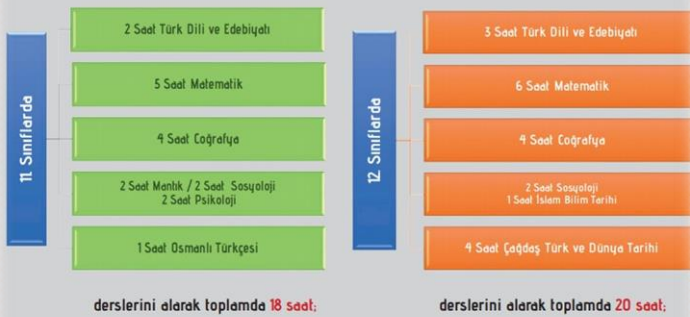 11. Sınıflarda
2 Saat Türk Dili ve Edebiyatı
5 Saat Matematik
4 Saat Coğrafya
2 Saat Manlık / 2 Saat Sosyoloji
2 Saat Psikoloji
1 Saat Osmanlı Türkçesi
derslerini alarak toplamda 18 saat;
12. Sınıflarda
3 Saat Türk Dili ve Edebiyatı
6 Saat Matematik
4 Saat Coğrafya
2 Saat Sosyoloji
1 Saat İslam Bilim Tarihi
4 Saat Çağdaş Türk ve Dünya Tarihi
derslerini alarak toplamda 20 saat;